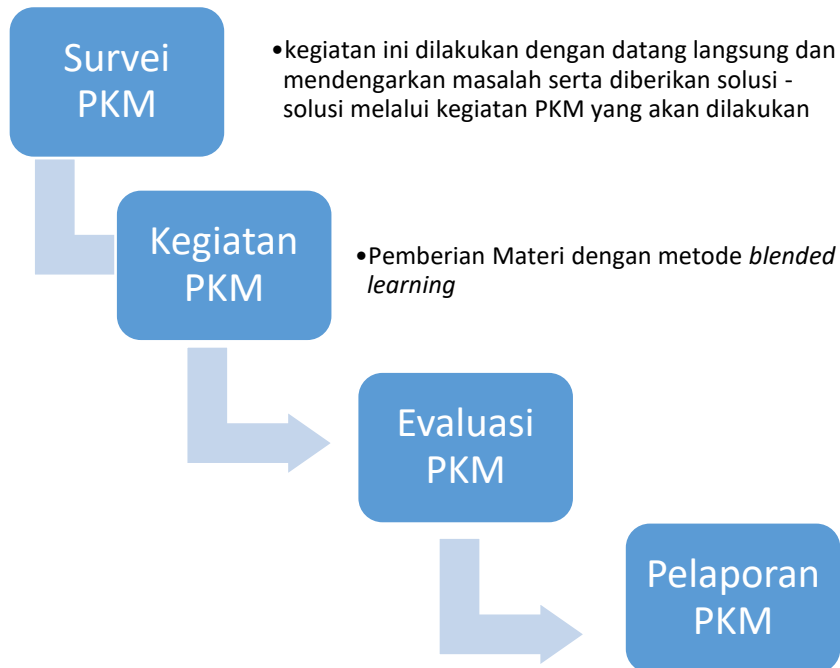 Survei
PKM
•kegiatan ini dilakukan dengan datang langsung dan
mendengarkan masalah serta diberikan solusi -
solusi melalui kegiatan PKM yang akan dilakukan
Kegiatan
PKM
•Pemberian Materi dengan metode blended
learning
Evaluasi
PKM
Pelaporan
PKM